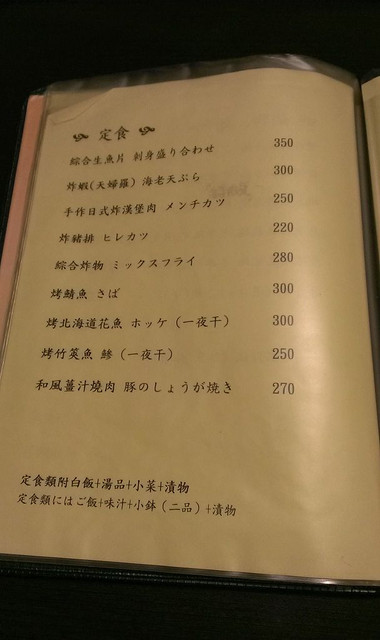 定食
綜合生魚片 刺身盛り合わせ 350
炸蝦(天婦羅) 海老天ぷら 300
手作日式炸漢堡肉 メンチカツ 250
炸豬排 ヒレカツ 220
綜合炸物 ミックスフライ 280
烤鯖魚 さば 300
烤北海道花魚 ホッケ (一夜干) 300
烤竹筴魚 鯵 (一夜干) 250
和風薑汁燒肉 豚のしょうが焼き 270
定食類附白飯+湯品+小菜+漬物
定食類にはご飯+味汁+小鉢(二品)+漬物